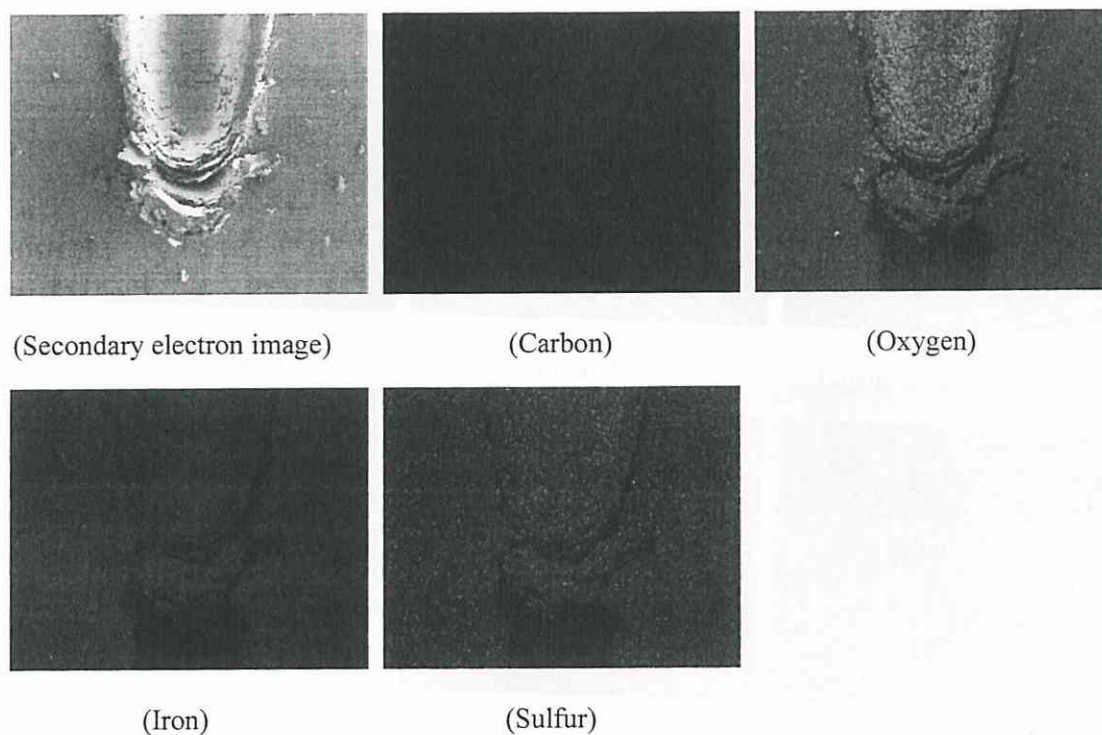 (Secondary electron image)
(Carbon)
(Oxygen)
(Iron)
(Sulfur)